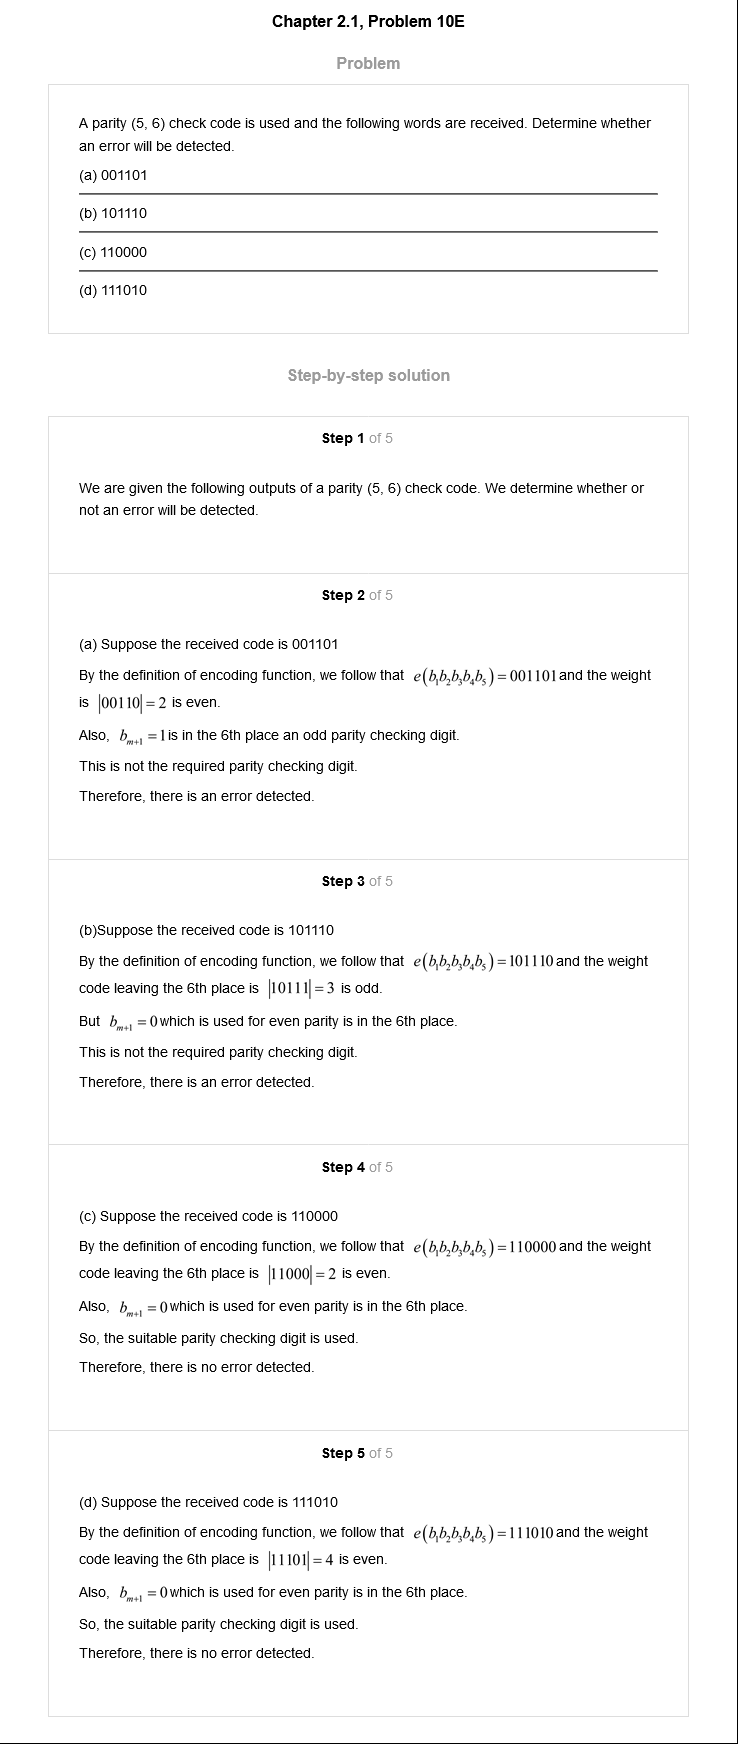 Chapter 2.1, Problem 10E
Problem
A parity (5, 6) check code is used and the following words are received. Determine whether
an error will be detected.
(a) 001101
(b) 101110
(c) 110000
(d) 111010
Step-by-step solution
Step 1 of 5
We are given the following outputs of a parity (5, 6) check code. We determine whether or
not an error will be detected.
Step 2 of 5
(a) Suppose the received code is 001101
By the definition of encoding function, we follow that e(b₁b₂b₃b₄b₅) = 001101 and the weight
is |00110| = 2 is even.
Also, bₘ₊₁ = 1 is in the 6th place an odd parity checking digit.
This is not the required parity checking digit.
Therefore, there is an error detected.
Step 3 of 5
(b)Suppose the received code is 101110
By the definition of encoding function, we follow that e(b₁b₂b₃b₄b₅) = 101110 and the weight
code leaving the 6th place is |10111| = 3 is odd.
But bₘ₊₁ = 0 which is used for even parity is in the 6th place.
This is not the required parity checking digit.
Therefore, there is an error detected.
Step 4 of 5
(c) Suppose the received code is 110000
By the definition of encoding function, we follow that e(b₁b₂b₃b₄b₅) = 110000 and the weight
code leaving the 6th place is |11000| = 2 is even.
Also, bₘ₊₁ = 0 which is used for even parity is in the 6th place.
So, the suitable parity checking digit is used.
Therefore, there is no error detected.
Step 5 of 5
(d) Suppose the received code is 111010
By the definition of encoding function, we follow that e(b₁b₂b₃b₄b₅) = 111010 and the weight
code leaving the 6th place is |11101| = 4 is even.
Also, bₘ₊₁ = 0 which is used for even parity is in the 6th place.
So, the suitable parity checking digit is used.
Therefore, there is no error detected.